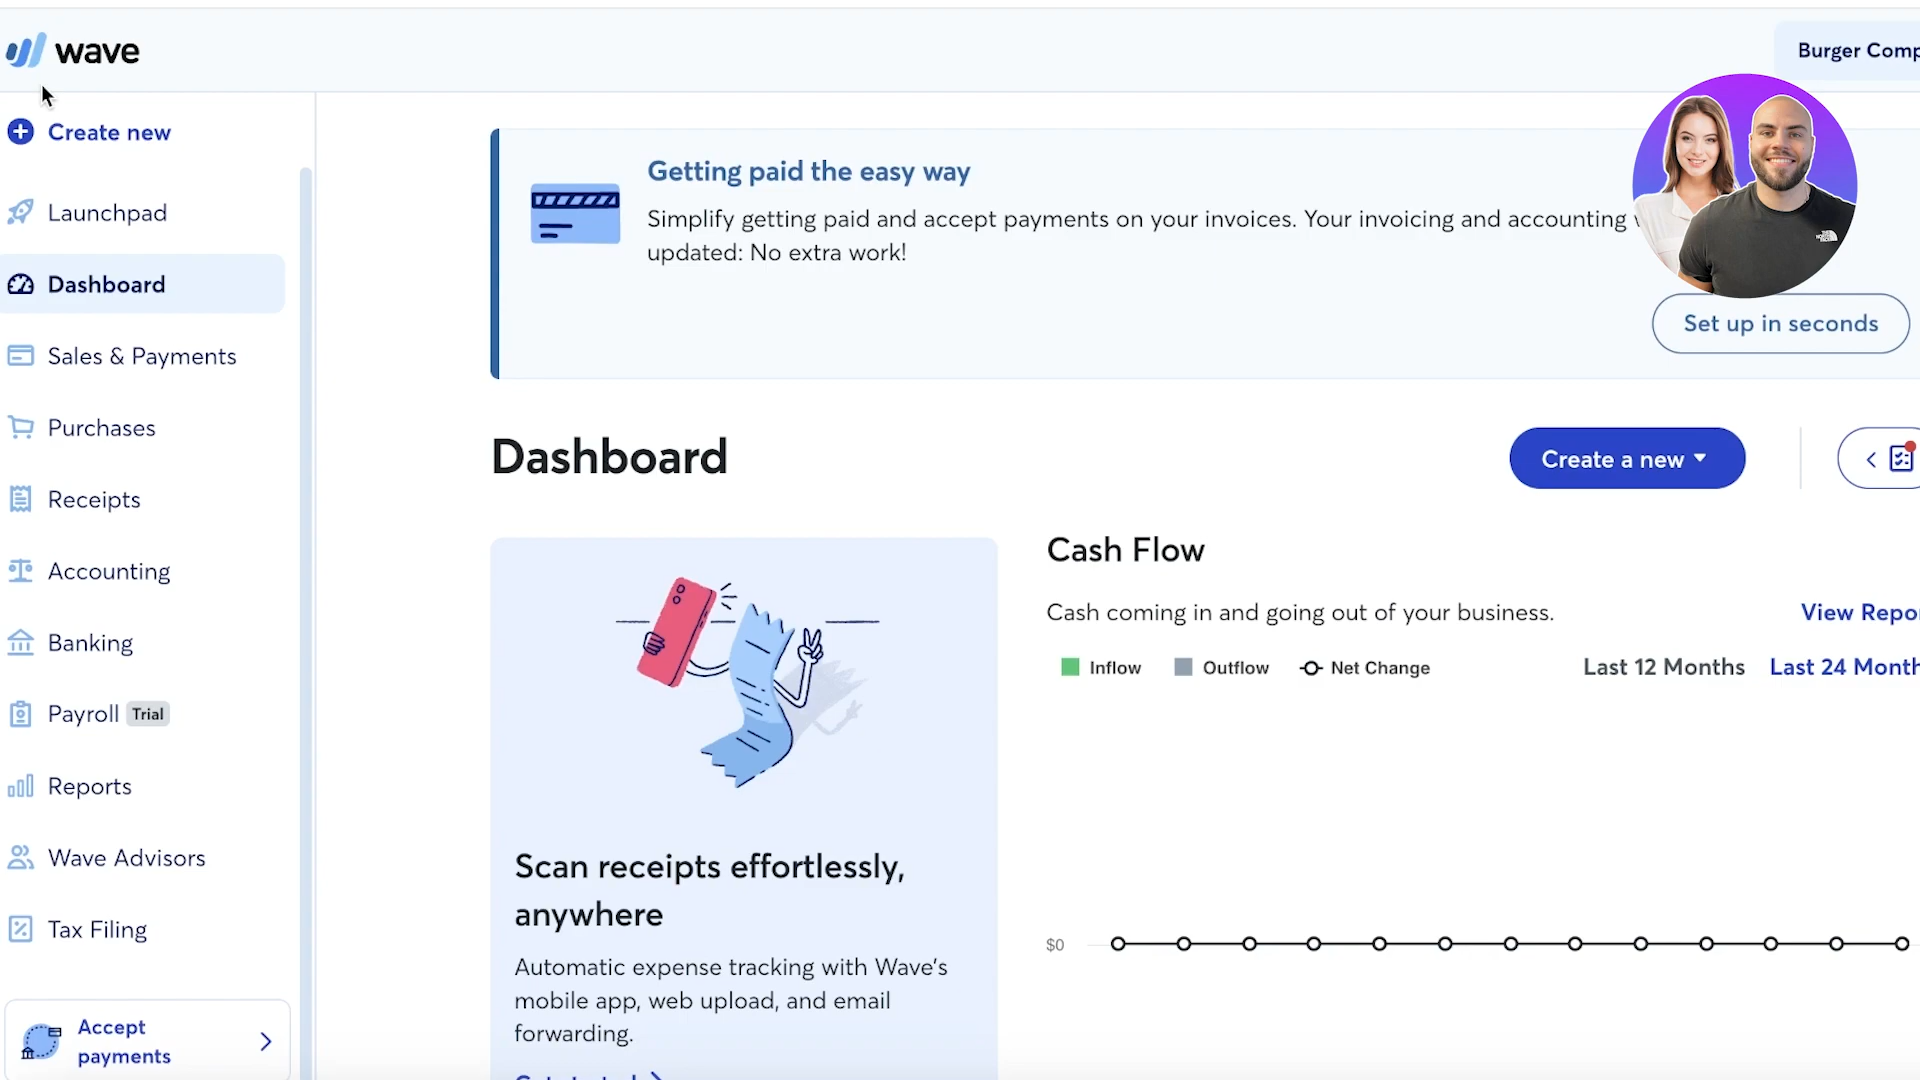 wave
Burger Comp
Create new
Launchpad
Dashboard
Sales & Payments
Purchases
Receipts
Accounting
Banking
Payroll Trial
Reports
Wave Advisors
Tax Filing
Accept
payments
Getting paid the easy way
Simplify getting paid and accept payments on your invoices. Your invoicing and accounting
updated: No extra work!
Set up in seconds
Dashboard
Create a new
Scan receipts effortlessly,
anywhere
Automatic expense tracking with Wave's
mobile app, web upload, and email
forwarding.
Cash Flow
Cash coming in and going out of your business.
View Repor
Inflow
Outflow
Net Change
Last 12 Months
Last 24 Month
$0